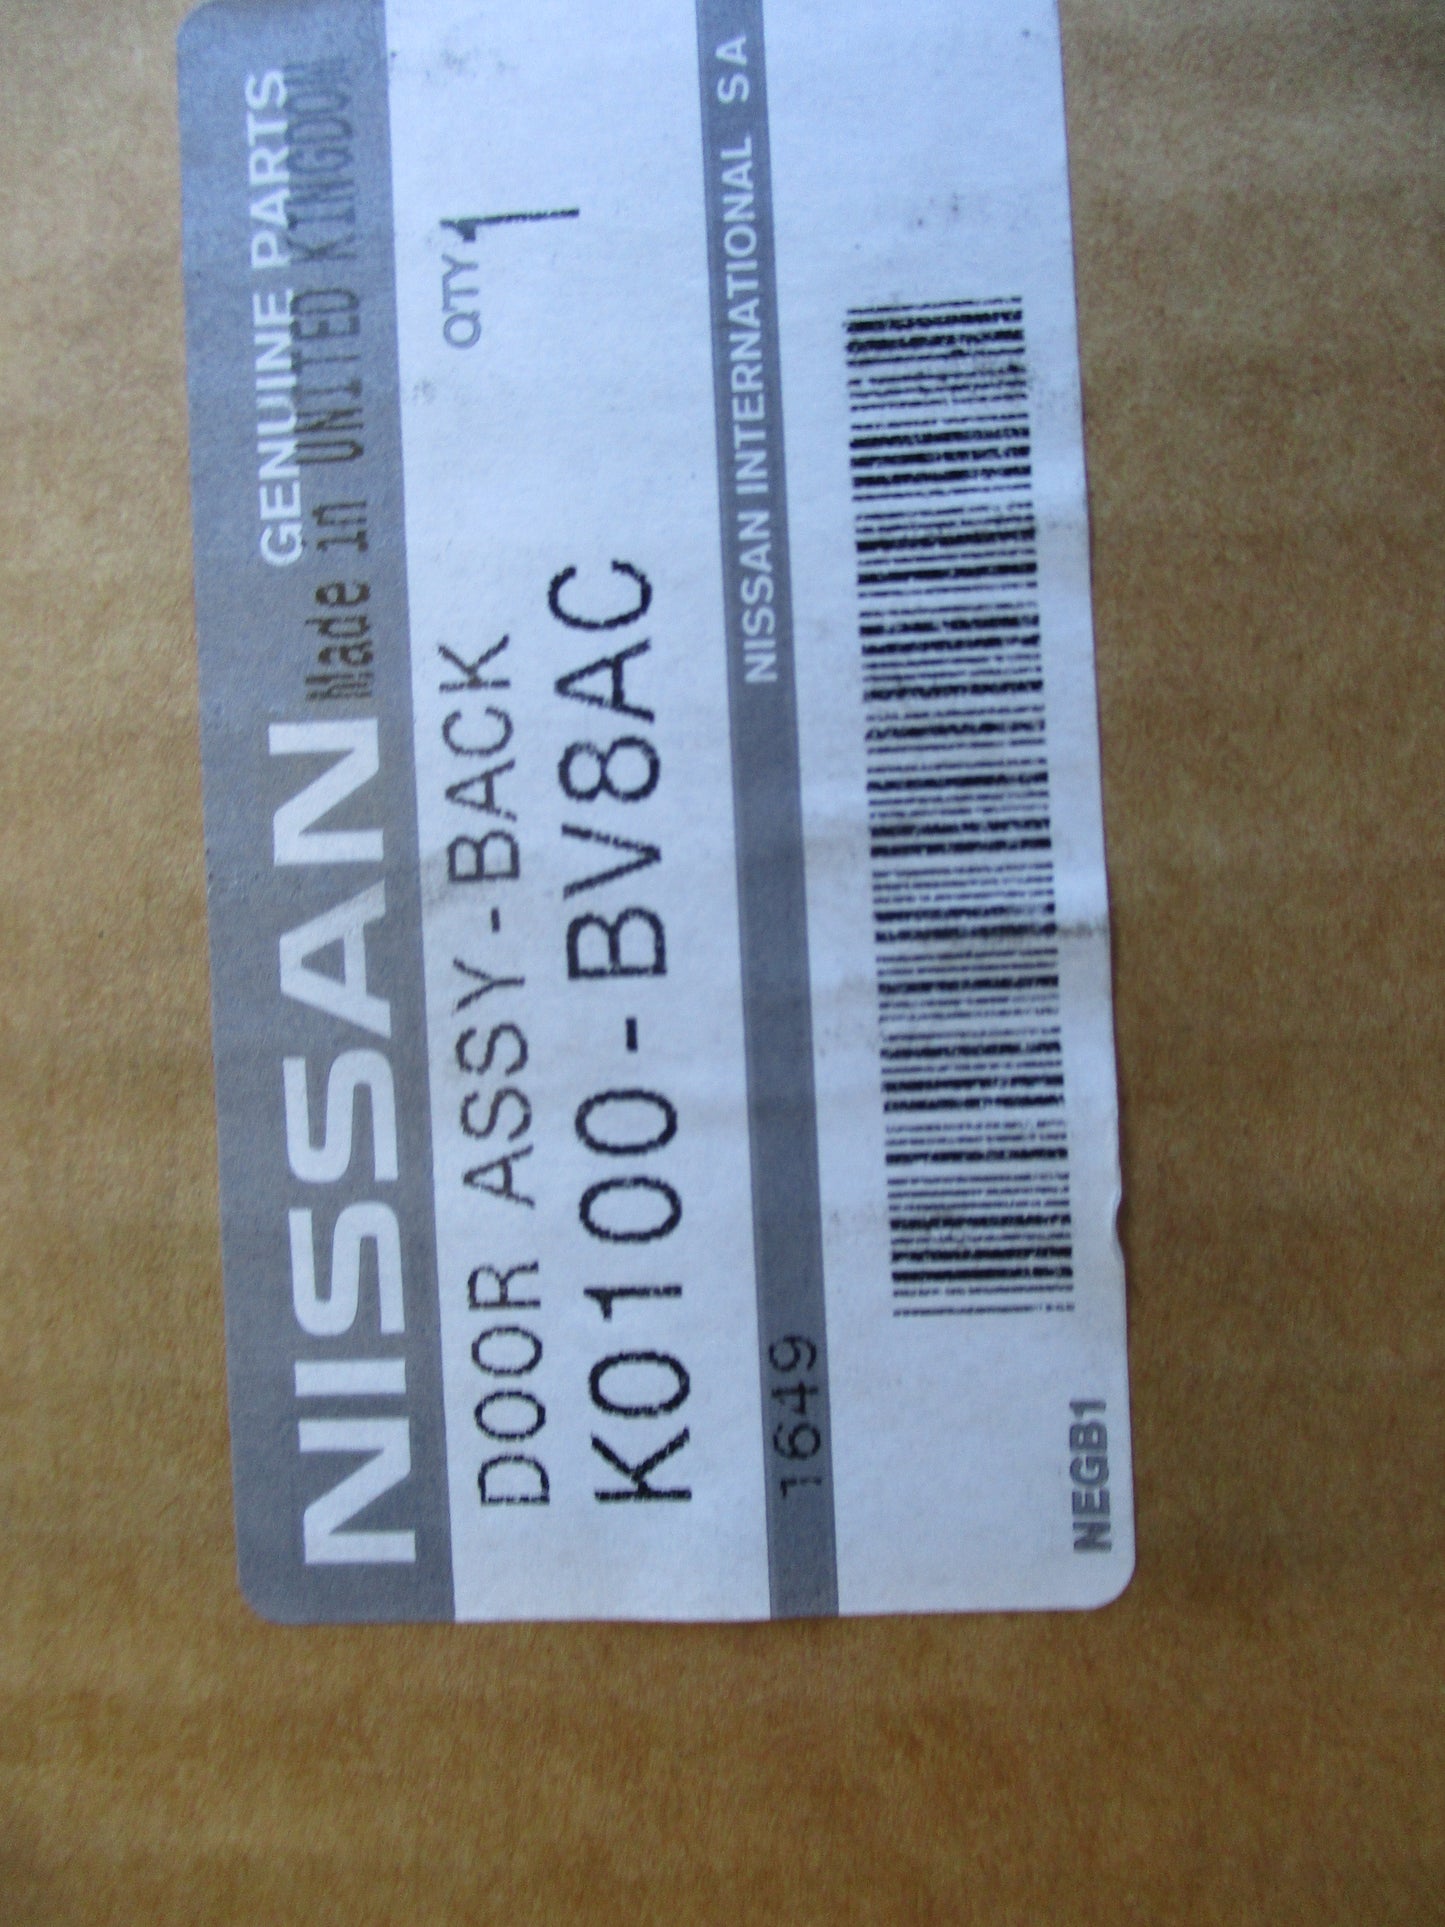 NISSAN GENUINE PARTS
Made in UNITED KINGDOM
DOOR ASSY-BACK QTY 1
K0100-BV8AC
1649 NISSAN INTERNATIONAL SA
NEGB1